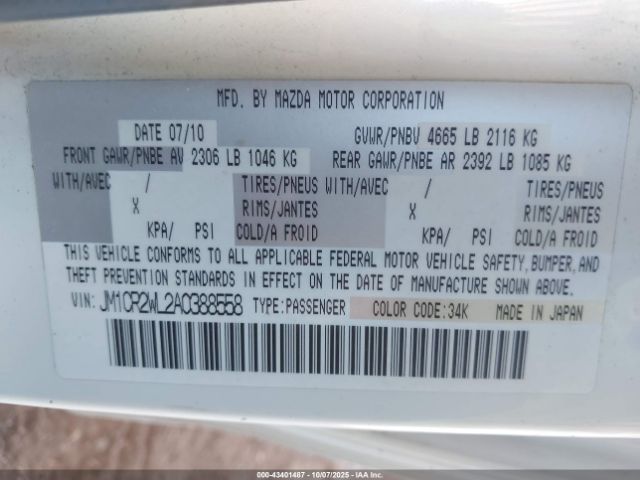 MFD. BY MAZDA MOTOR CORPORATION
DATE 07/10 GVWR/PNBV 4665 LB 2116 KG
FRONT GAWR/PNBE AV 2306 LB 1046 KG REAR GAWR/PNBE AR 2392 LB 1085 KG
WITH/AVEC / TIRES/PNEUS WITH/AVEC / TIRES/PNEUS
X RIMS/JANTES X RIMS/JANTES
KPA/ PSI COLD/A FROID KPA/ PSI COLD/A FROID
THIS VEHICLE CONFORMS TO ALL APPLICABLE FEDERAL MOTOR VEHICLE SAFETY, BUMPER, AND
THEFT PREVENTION STANDARDS IN EFFECT ON THE DATE OF MANUFACTURE SHOWN ABOVE.
VIN: JM1CR2WL2AC388558 TYPE:PASSENGER COLOR CODE:34K MADE IN JAPAN
000-43401487 - 10/07/2025 - IAAI.com